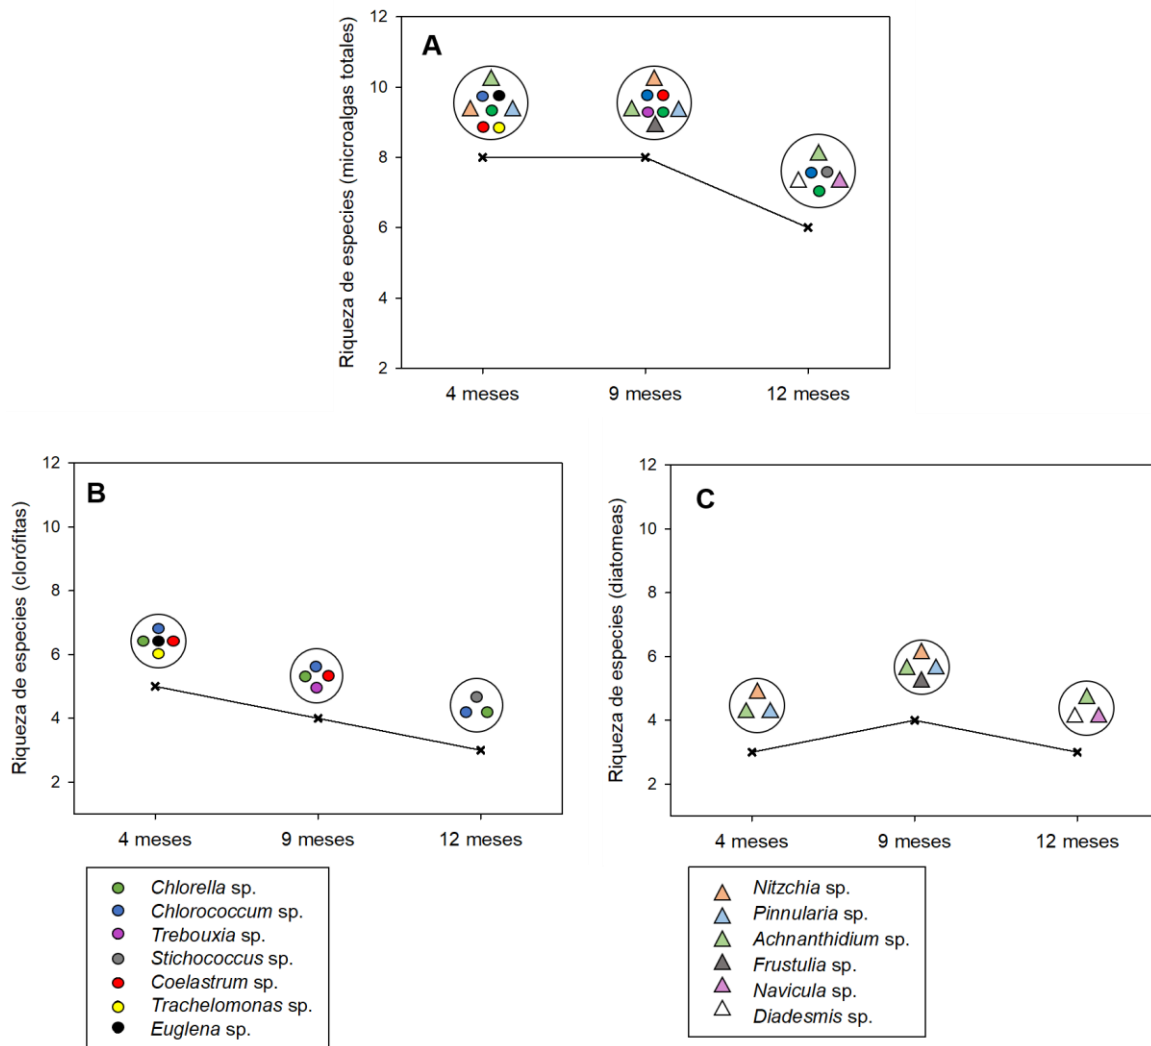 A
Riqueza de especies (microalgas totales)
12
10
8
6
4
2
4 meses
9 meses
12 meses
B
Riqueza de especies (clorófitas)
12
10
8
6
4
2
4 meses
9 meses
12 meses
Chlorella sp.
Chlorococcum sp.
Trebouxia sp.
Stichococcus sp.
Coelastrum sp.
Trachelomonas sp.
Euglena sp.
C
Riqueza de especies (diatomeas)
12
10
8
6
4
2
4 meses
9 meses
12 meses
Nitzchia sp.
Pinnularia sp.
Achnanthidium sp.
Frustulia sp.
Navicula sp.
Diadesmis sp.